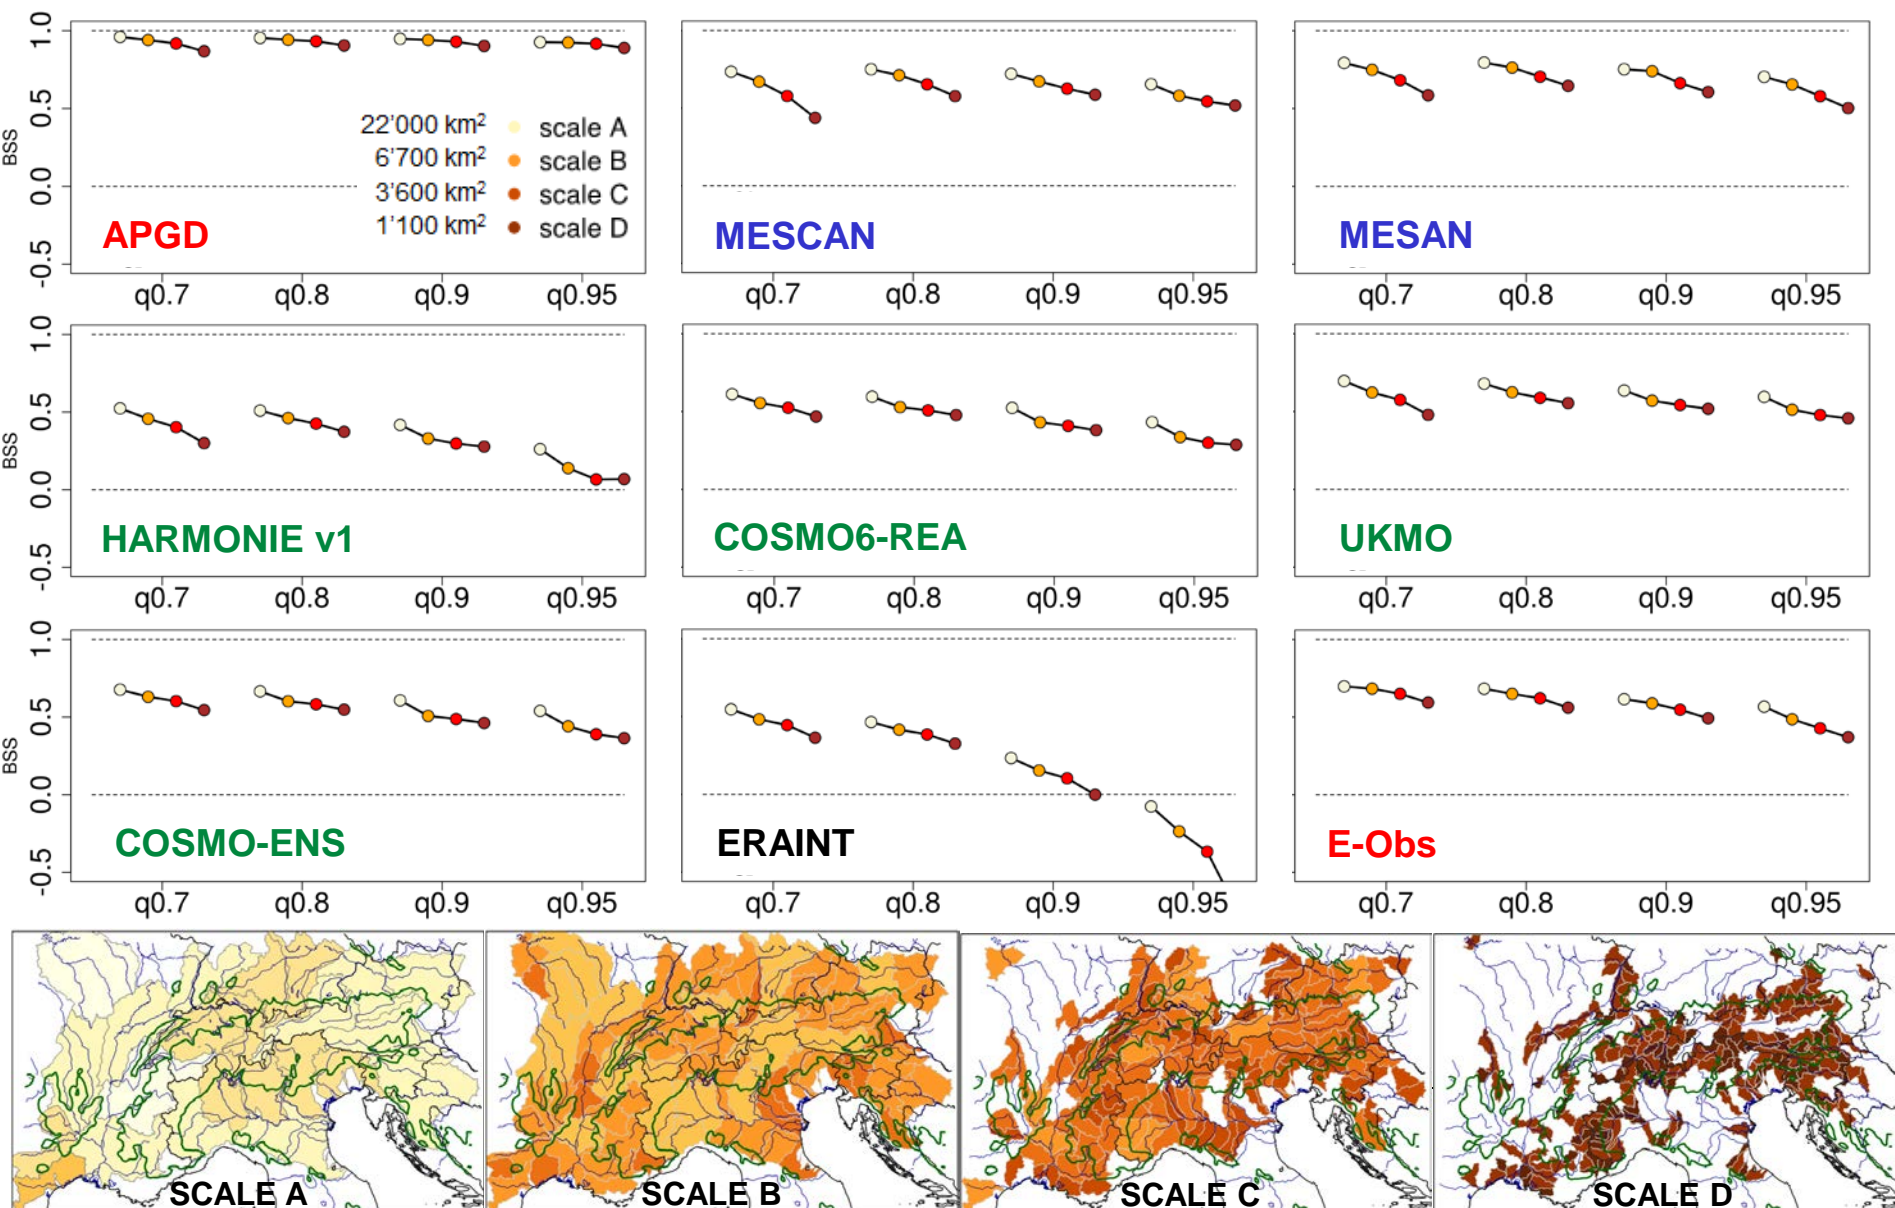 BSS
1.0
0.5
0.0
-0.5
22'000 km² scale A
6'700 km² scale B
3'600 km² scale C
1'100 km² scale D
APGD
q0.7 q0.8 q0.9 q0.95
MESCAN
q0.7 q0.8 q0.9 q0.95
MESAN
q0.7 q0.8 q0.9 q0.95
BSS
1.0
0.5
0.0
-0.5
HARMONIE v1
q0.7 q0.8 q0.9 q0.95
COSMO6-REA
q0.7 q0.8 q0.9 q0.95
UKMO
q0.7 q0.8 q0.9 q0.95
BSS
1.0
0.5
0.0
-0.5
COSMO-ENS
q0.7 q0.8 q0.9 q0.95
ERAINT
q0.7 q0.8 q0.9 q0.95
E-Obs
q0.7 q0.8 q0.9 q0.95
SCALE A
SCALE B
SCALE C
SCALE D